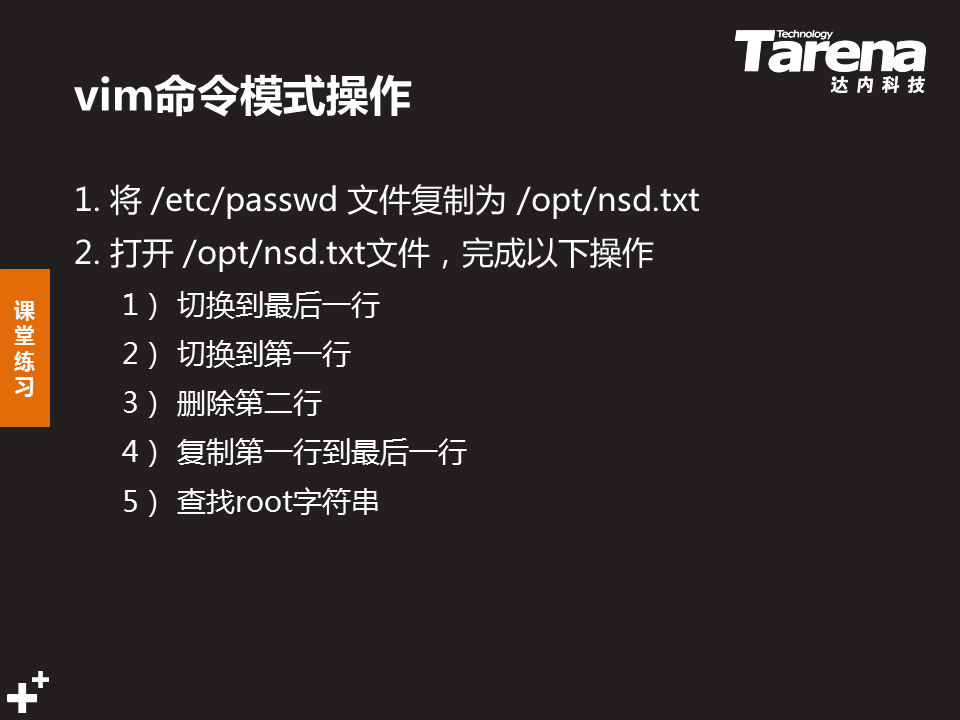 Technology
Tarena
达内科技
vim命令模式操作
1. 将 /etc/passwd 文件复制为 /opt/nsd.txt
2. 打开 /opt/nsd.txt文件，完成以下操作
1） 切换到最后一行
2） 切换到第一行
3） 删除第二行
4） 复制第一行到最后一行
5） 查找root字符串
课堂练习